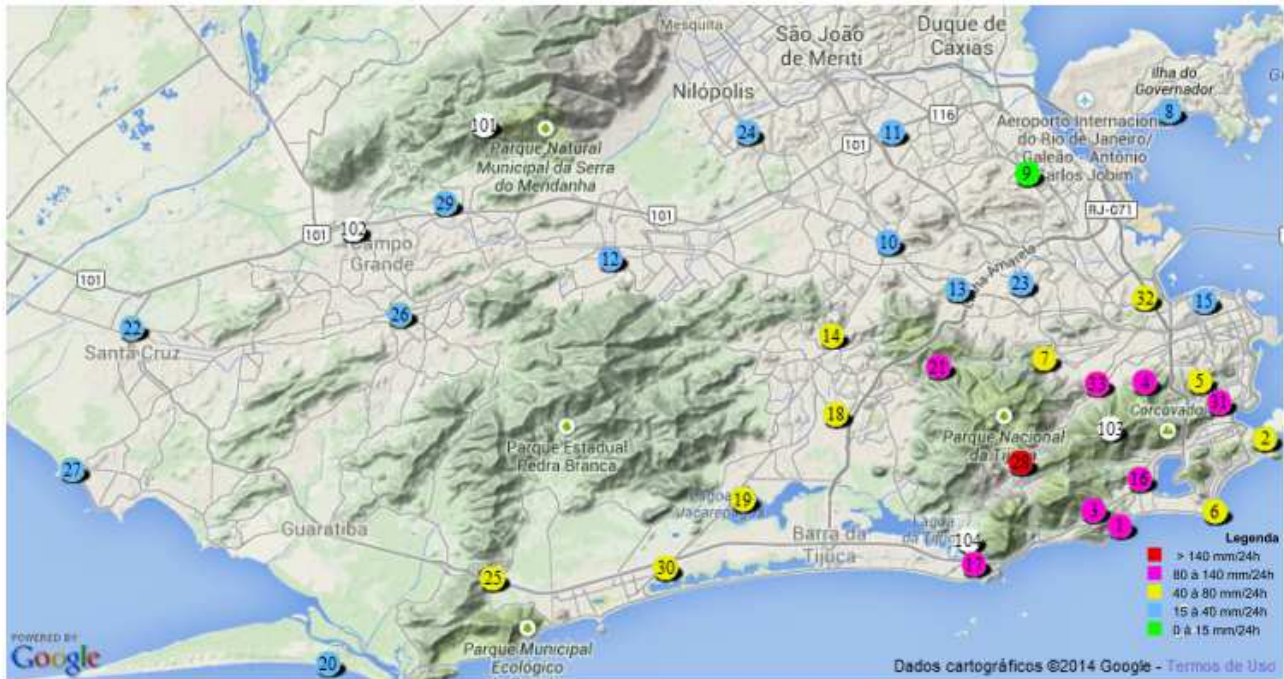 Mesquita
São João
de Meriti
Duque de
Caxias
Ilha do
Governador
Nilópolis
116
8
24
101
11
101
Aeroporto Internacional
do Rio de Janeiro/
Galeão - Antônio
Carlos Jobim
9
Parque Natural
Municipal da Serra
do Mendanha
29
101
RJ-071
102
101
Campo
Grande
10
12
Linha Amarela
101
13
23
32
15
22
26
Santa Cruz
14
7
21
33
4
5
31
Corcovado
18
103
2
Parque Nacional
da Tijuca
Parque Estadual
Pedra Branca
28
27
16
19
3
6
1
Guaratiba
Barra da
Tijuca
104
17
25
30
Legenda
> 140 mm/24h
80 à 140 mm/24h
40 à 80 mm/24h
15 à 40 mm/24h
0 à 15 mm/24h
POWERED BY
Google
20
Parque Municipal
Ecológico
Dados cartográficos ©2014 Google - Termos de Uso